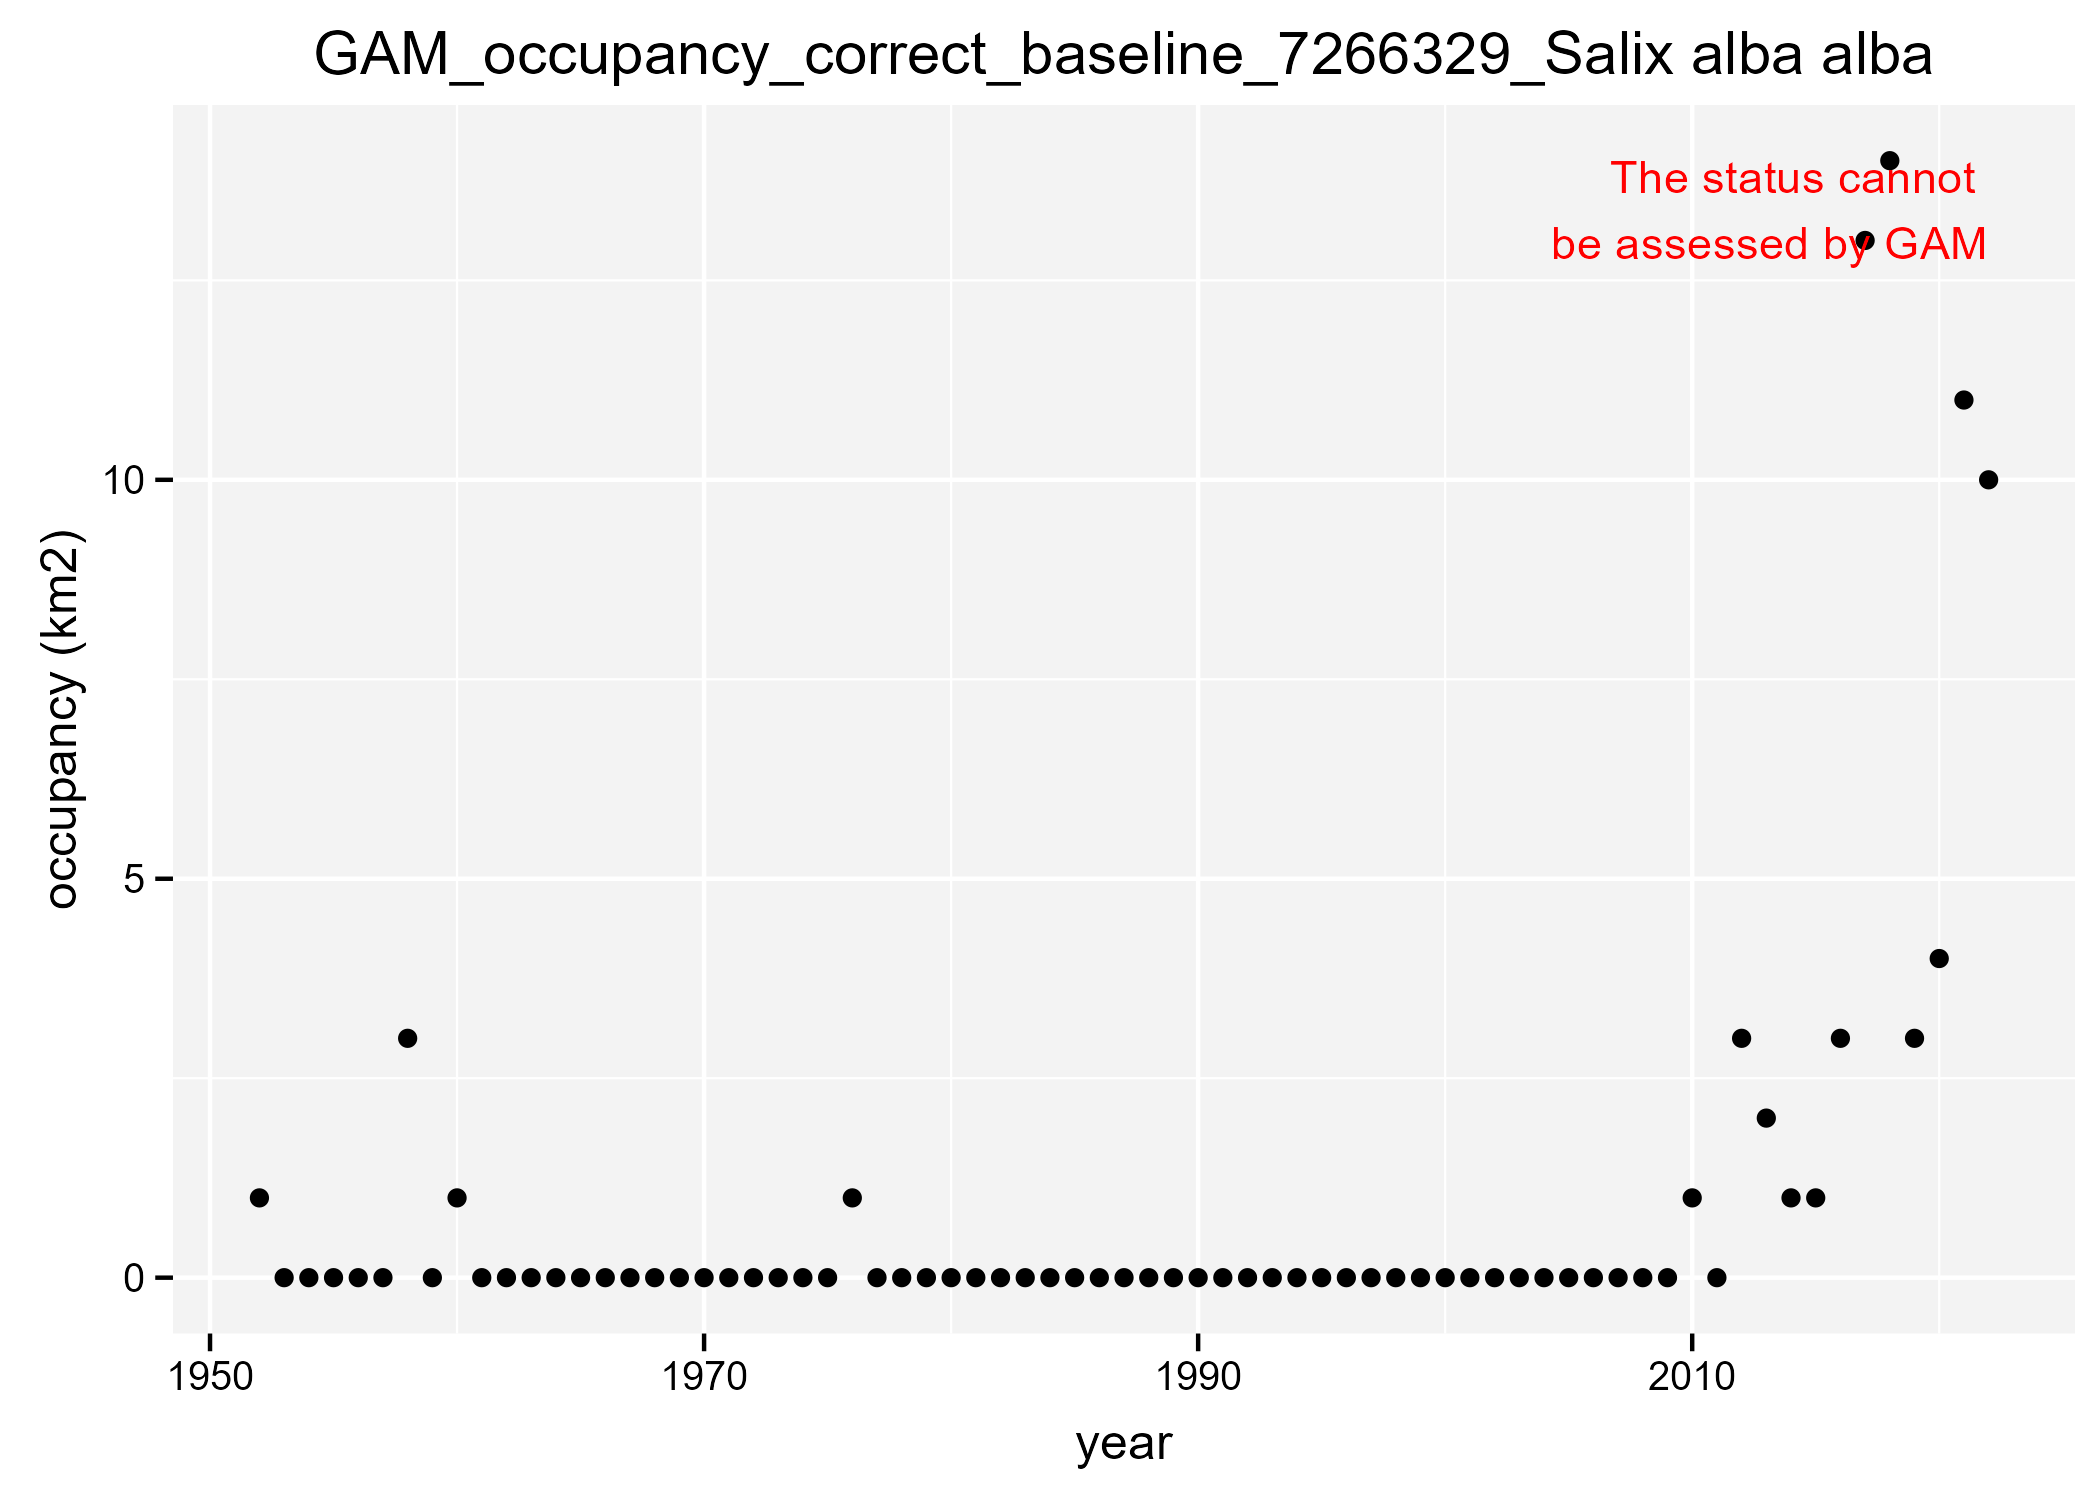 GAM_occupancy_correct_baseline_7266329_Salix alba alba
The status cannot
be assessed by GAM
10
5
0
occupancy (km2)
1950 1970 1990 2010
year